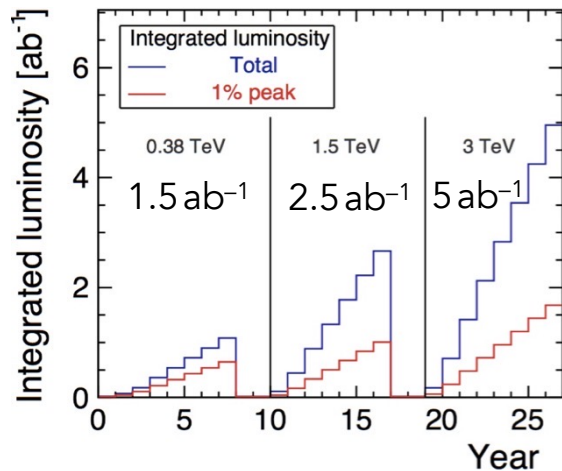 Integrated luminosity [ab⁻¹]
6
4
2
0
Integrated luminosity
Total
1% peak
0.38 TeV 1.5 TeV 3 TeV
1.5 ab⁻¹ 2.5 ab⁻¹ 5 ab⁻¹
0 5 10 15 20 25
Year